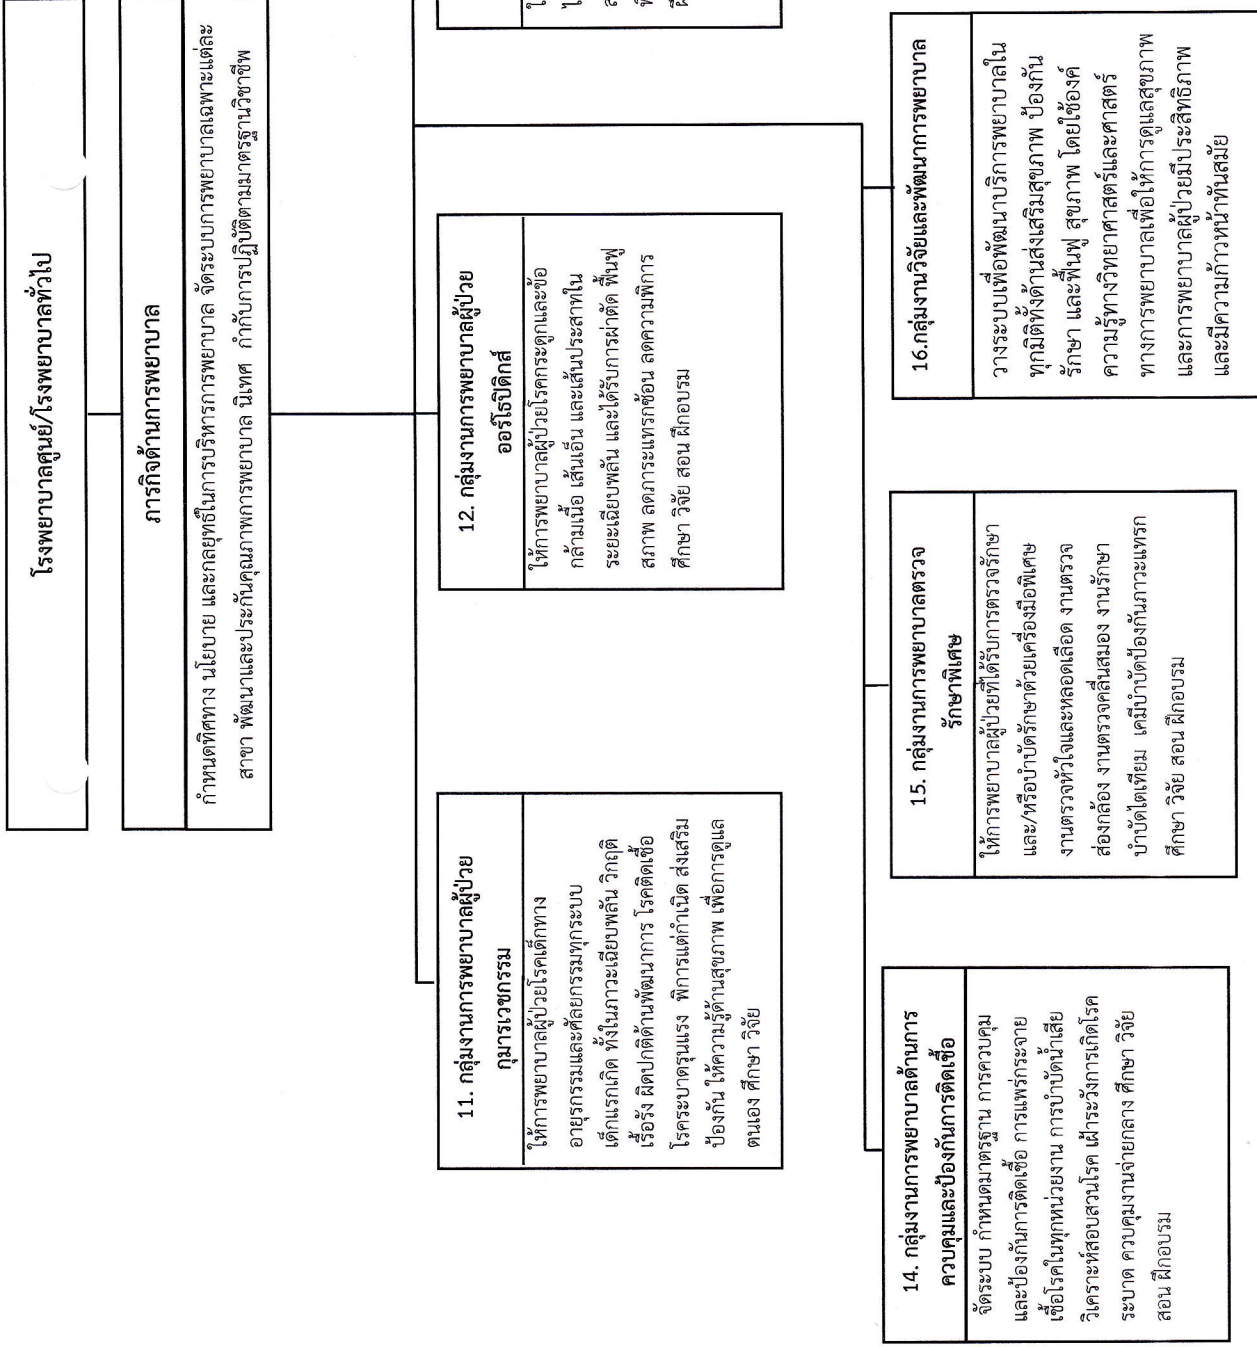 โรงพยาบาลศูนย์/โรงพยาบาลทั่วไป
ภารกิจด้านการพยาบาล
กำหนดทิศทาง นโยบาย และกลยุทธ์ในการบริหารการพยาบาล จัดระบบการพยาบาลเฉพาะแต่ละ
สาขา พัฒนาและประกันคุณภาพการพยาบาล นิเทศ กำกับการปฏิบัติตามมาตรฐานวิชาชีพ
11. กลุ่มงานการพยาบาลผู้ป่วย
กุมารเวชกรรม
ให้การพยาบาลผู้ป่วยโรคเด็กทาง
อายุรกรรมและศัลยกรรมทุกระบบ
เด็กแรกเกิด ทั้งในภาวะเฉียบพลัน วิกฤติ
เรื้อรัง ผิดปกติด้านพัฒนาการ โรคติดเชื้อ
โรคระบาดรุนแรง พิการแต่กำเนิด ส่งเสริม
ป้องกัน ให้ความรู้ด้านสุขภาพ เพื่อการดูแล
ตนเอง ศึกษา วิจัย
12. กลุ่มงานการพยาบาลผู้ป่วย
ออร์โธปิดิกส์
ให้การพยาบาลผู้ป่วยโรคกระดูกและข้อ
กล้ามเนื้อ เส้นเอ็น และเส้นประสาทใน
ระยะเฉียบพลัน และได้รับการผ่าตัด ฟื้นฟู
สภาพ ลดภาระแทรกซ้อน ลดความพิการ
ศึกษา วิจัย สอน ฝึกอบรม
14. กลุ่มงานการพยาบาลด้านการ
ควบคุมและป้องกันการติดเชื้อ
จัดระบบ กำหนดมาตรฐาน การควบคุม
และป้องกันการติดเชื้อ การแพร่กระจาย
เชื้อโรคในทุกหน่วยงาน การบำบัดน้ำเสีย
วิเคราะห์สอบสวนโรค เฝ้าระวังการเกิดโรค
ระบาด ควบคุมงานจ่ายกลาง ศึกษา วิจัย
สอน ฝึกอบรม
15. กลุ่มงานการพยาบาลตรวจ
รักษาพิเศษ
ให้การพยาบาลผู้ป่วยที่ได้รับการตรวจรักษา
และ/หรือบำบัดรักษาด้วยเครื่องมือพิเศษ
งานตรวจหัวใจและหลอดเลือด งานตรวจ
ส่องกล้อง งานตรวจคลื่นสมอง งานรักษา
บำบัดไตเทียม เคมีบำบัดป้องกันภาวะแทรก
ศึกษา วิจัย สอน ฝึกอบรม
16.กลุ่มงานวิจัยและพัฒนาการพยาบาล
วางระบบเพื่อพัฒนาบริการพยาบาลใน
ทุกมิติทั้งด้านส่งเสริมสุขภาพ ป้องกัน
รักษา และฟื้นฟู สุขภาพ โดยใช้องค์
ความรู้ทางวิทยาศาสตร์และศาสตร์
ทางการพยาบาลเพื่อให้การดูแลสุขภาพ
และการพยาบาลผู้ป่วยมีประสิทธิภาพ
และมีความก้าวหน้าทันสมัย